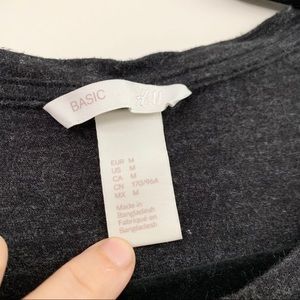 BASIC
EUR M
US M
CA M
CN 170/96A
MX M
Made in
Bangladesh
Fabriqué en
Bangladesh